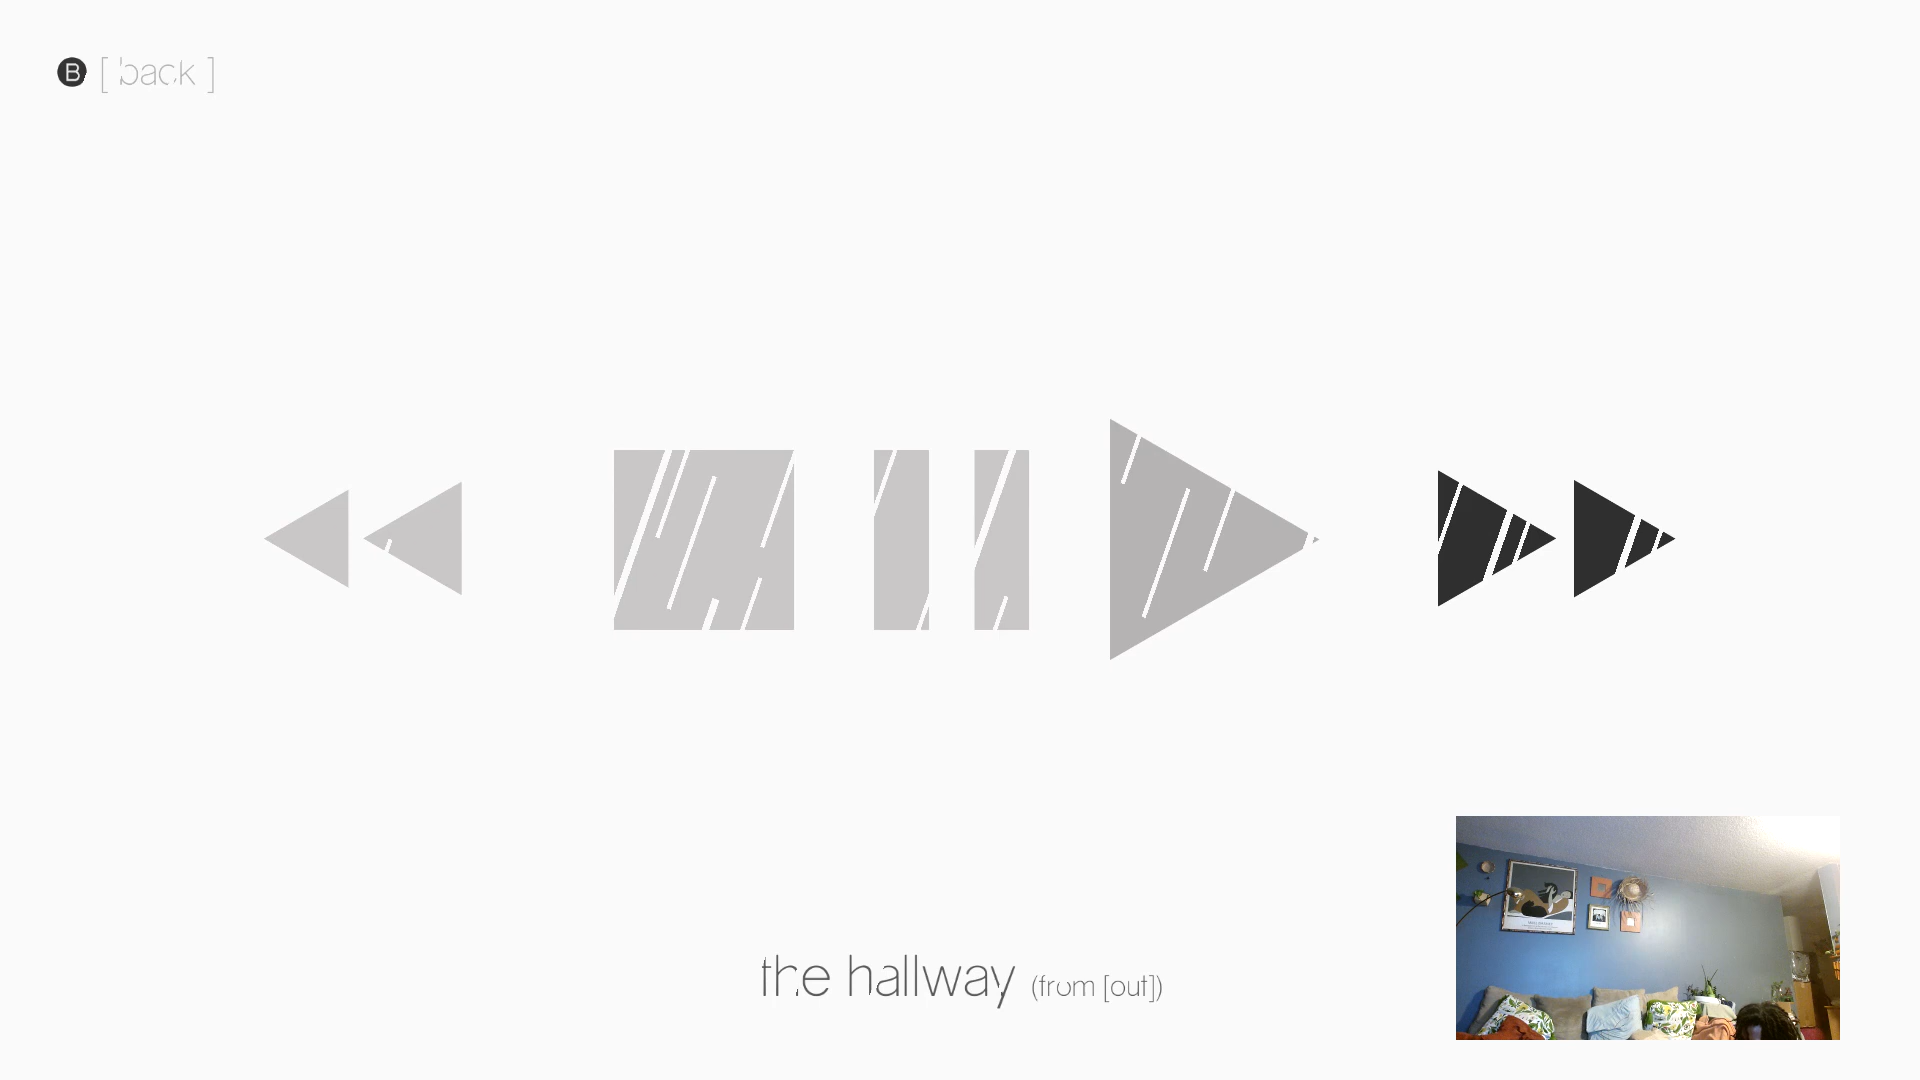 B [ back ]
the hallway (from [out])